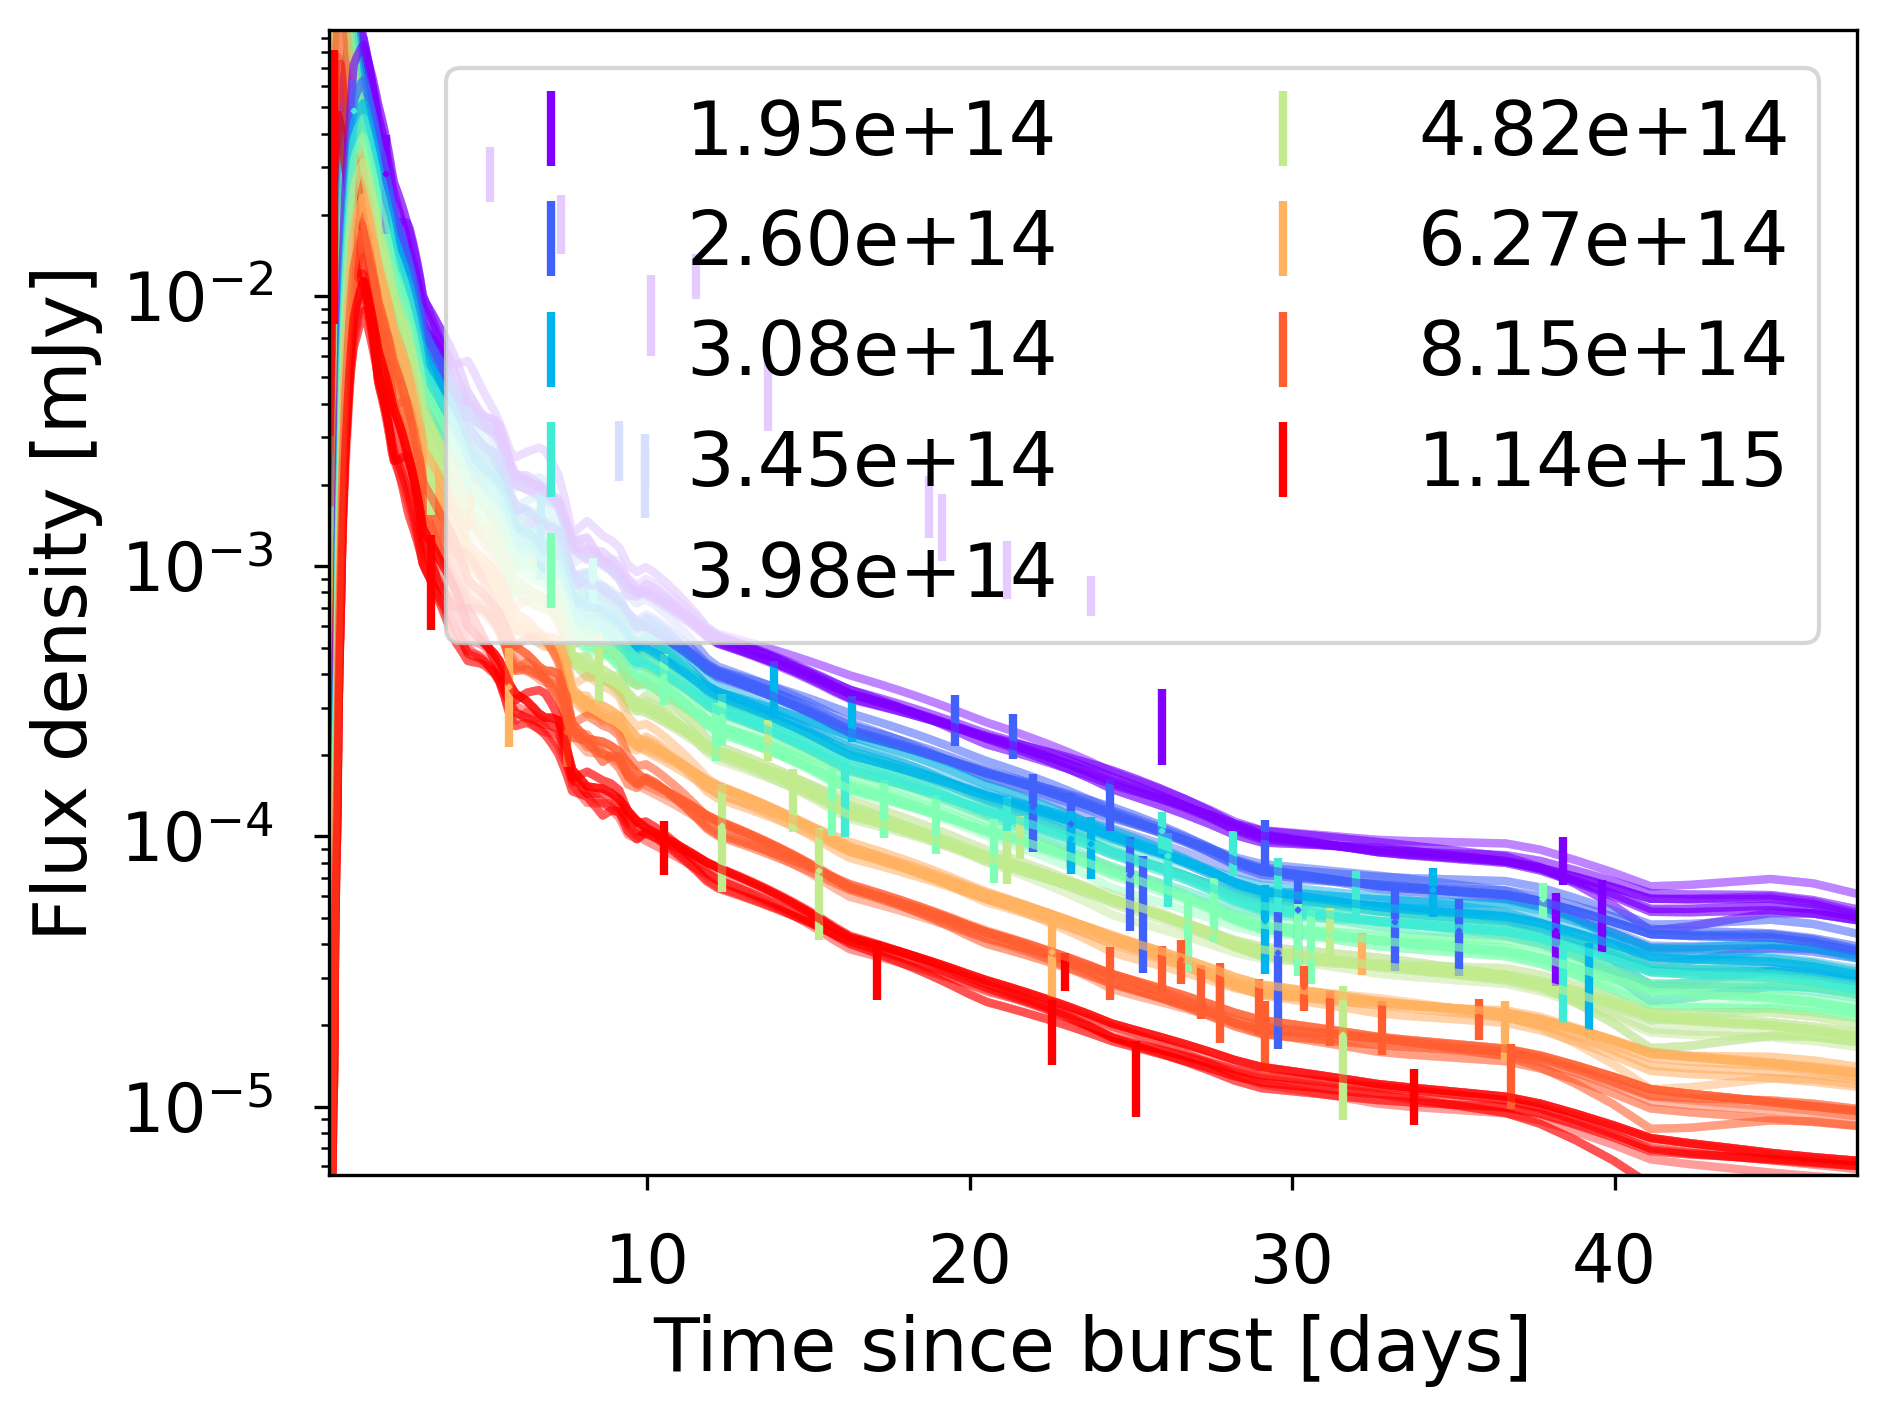 Flux density [mJy]
10⁻²
10⁻³
10⁻⁴
10⁻⁵
1.95e+14
2.60e+14
3.08e+14
3.45e+14
3.98e+14
4.82e+14
6.27e+14
8.15e+14
1.14e+15
10 20 30 40
Time since burst [days]